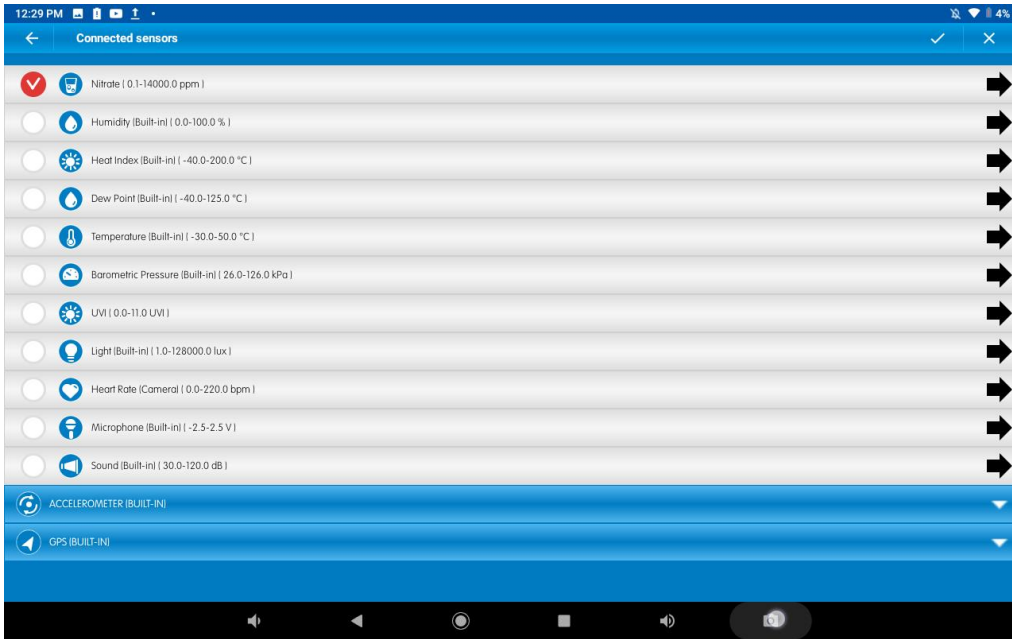 12:29 PM 4%
Connected sensors
Nitrate ( 0.1-14000.0 ppm )
Humidity (Built-in) ( 0.0-100.0 % )
Heat Index (Built-in) ( -40.0-200.0 °C )
Dew Point (Built-in) ( -40.0-125.0 °C )
Temperature (Built-in) ( -30.0-50.0 °C )
Barometric Pressure (Built-in) ( 26.0-126.0 kPa )
UVI ( 0.0-11.0 UVI )
Light (Built-in) ( 1.0-128000.0 lux )
Heart Rate (Camera) ( 0.0-220.0 bpm )
Microphone (Built-in) ( -2.5-2.5 V )
Sound (Built-in) ( 30.0-120.0 dB )
ACCELEROMETER (BUILT-IN)
GPS (BUILT-IN)